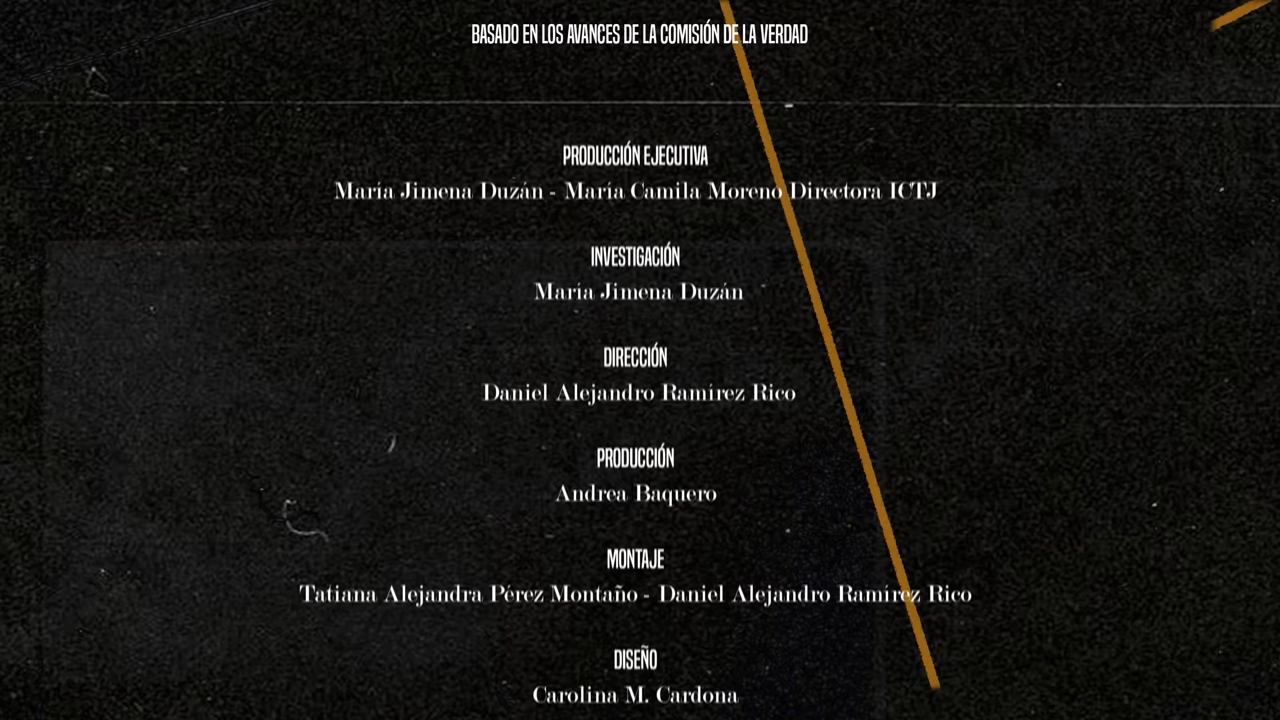 BASADO EN LOS AVANCES DE LA COMISIÓN DE LA VERDAD
PRODUCCIÓN EJECUTIVA
María Jimena Duzán - María Camila Moreno Directora ICTJ
INVESTIGACIÓN
María Jimena Duzán
DIRECCIÓN
Daniel Alejandro Ramírez Rico
PRODUCCIÓN
Andrea Baquero
MONTAJE
Tatiana Alejandra Pérez Montaño - Daniel Alejandro Ramírez Rico
DISEÑO
Carolina M. Cardona